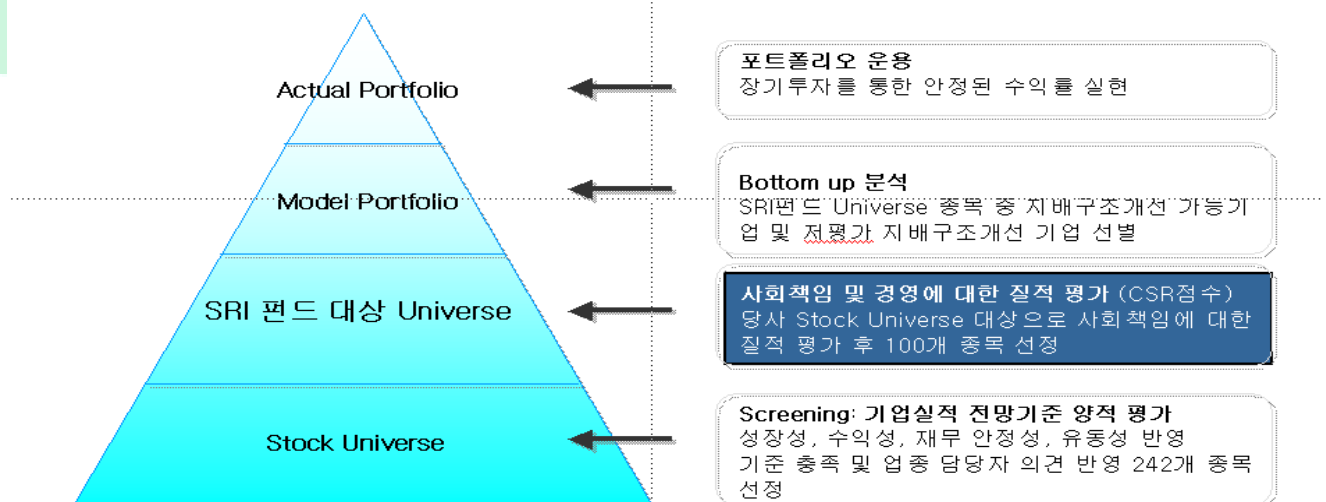 Actual Portfolio
포트폴리오 운용
장기투자를 통한 안정된 수익률 실현
Model Portfolio
Bottom up 분석
SRI펀드 Universe 종목 중 지배구조개선 가능기
업 및 저평가 지배구조개선 기업 선별
SRI 펀드 대상 Universe
사회책임 및 경영에 대한 질적 평가 (CSR점수)
당사 Stock Universe 대상으로 사회책임에 대한
질적 평가 후 100개 종목 선정
Stock Universe
Screening: 기업실적 전망기준 양적 평가
성장성, 수익성, 재무 안정성, 유동성 반영
기준 충족 및 업종 담당자 의견 반영 242개 종목
선정